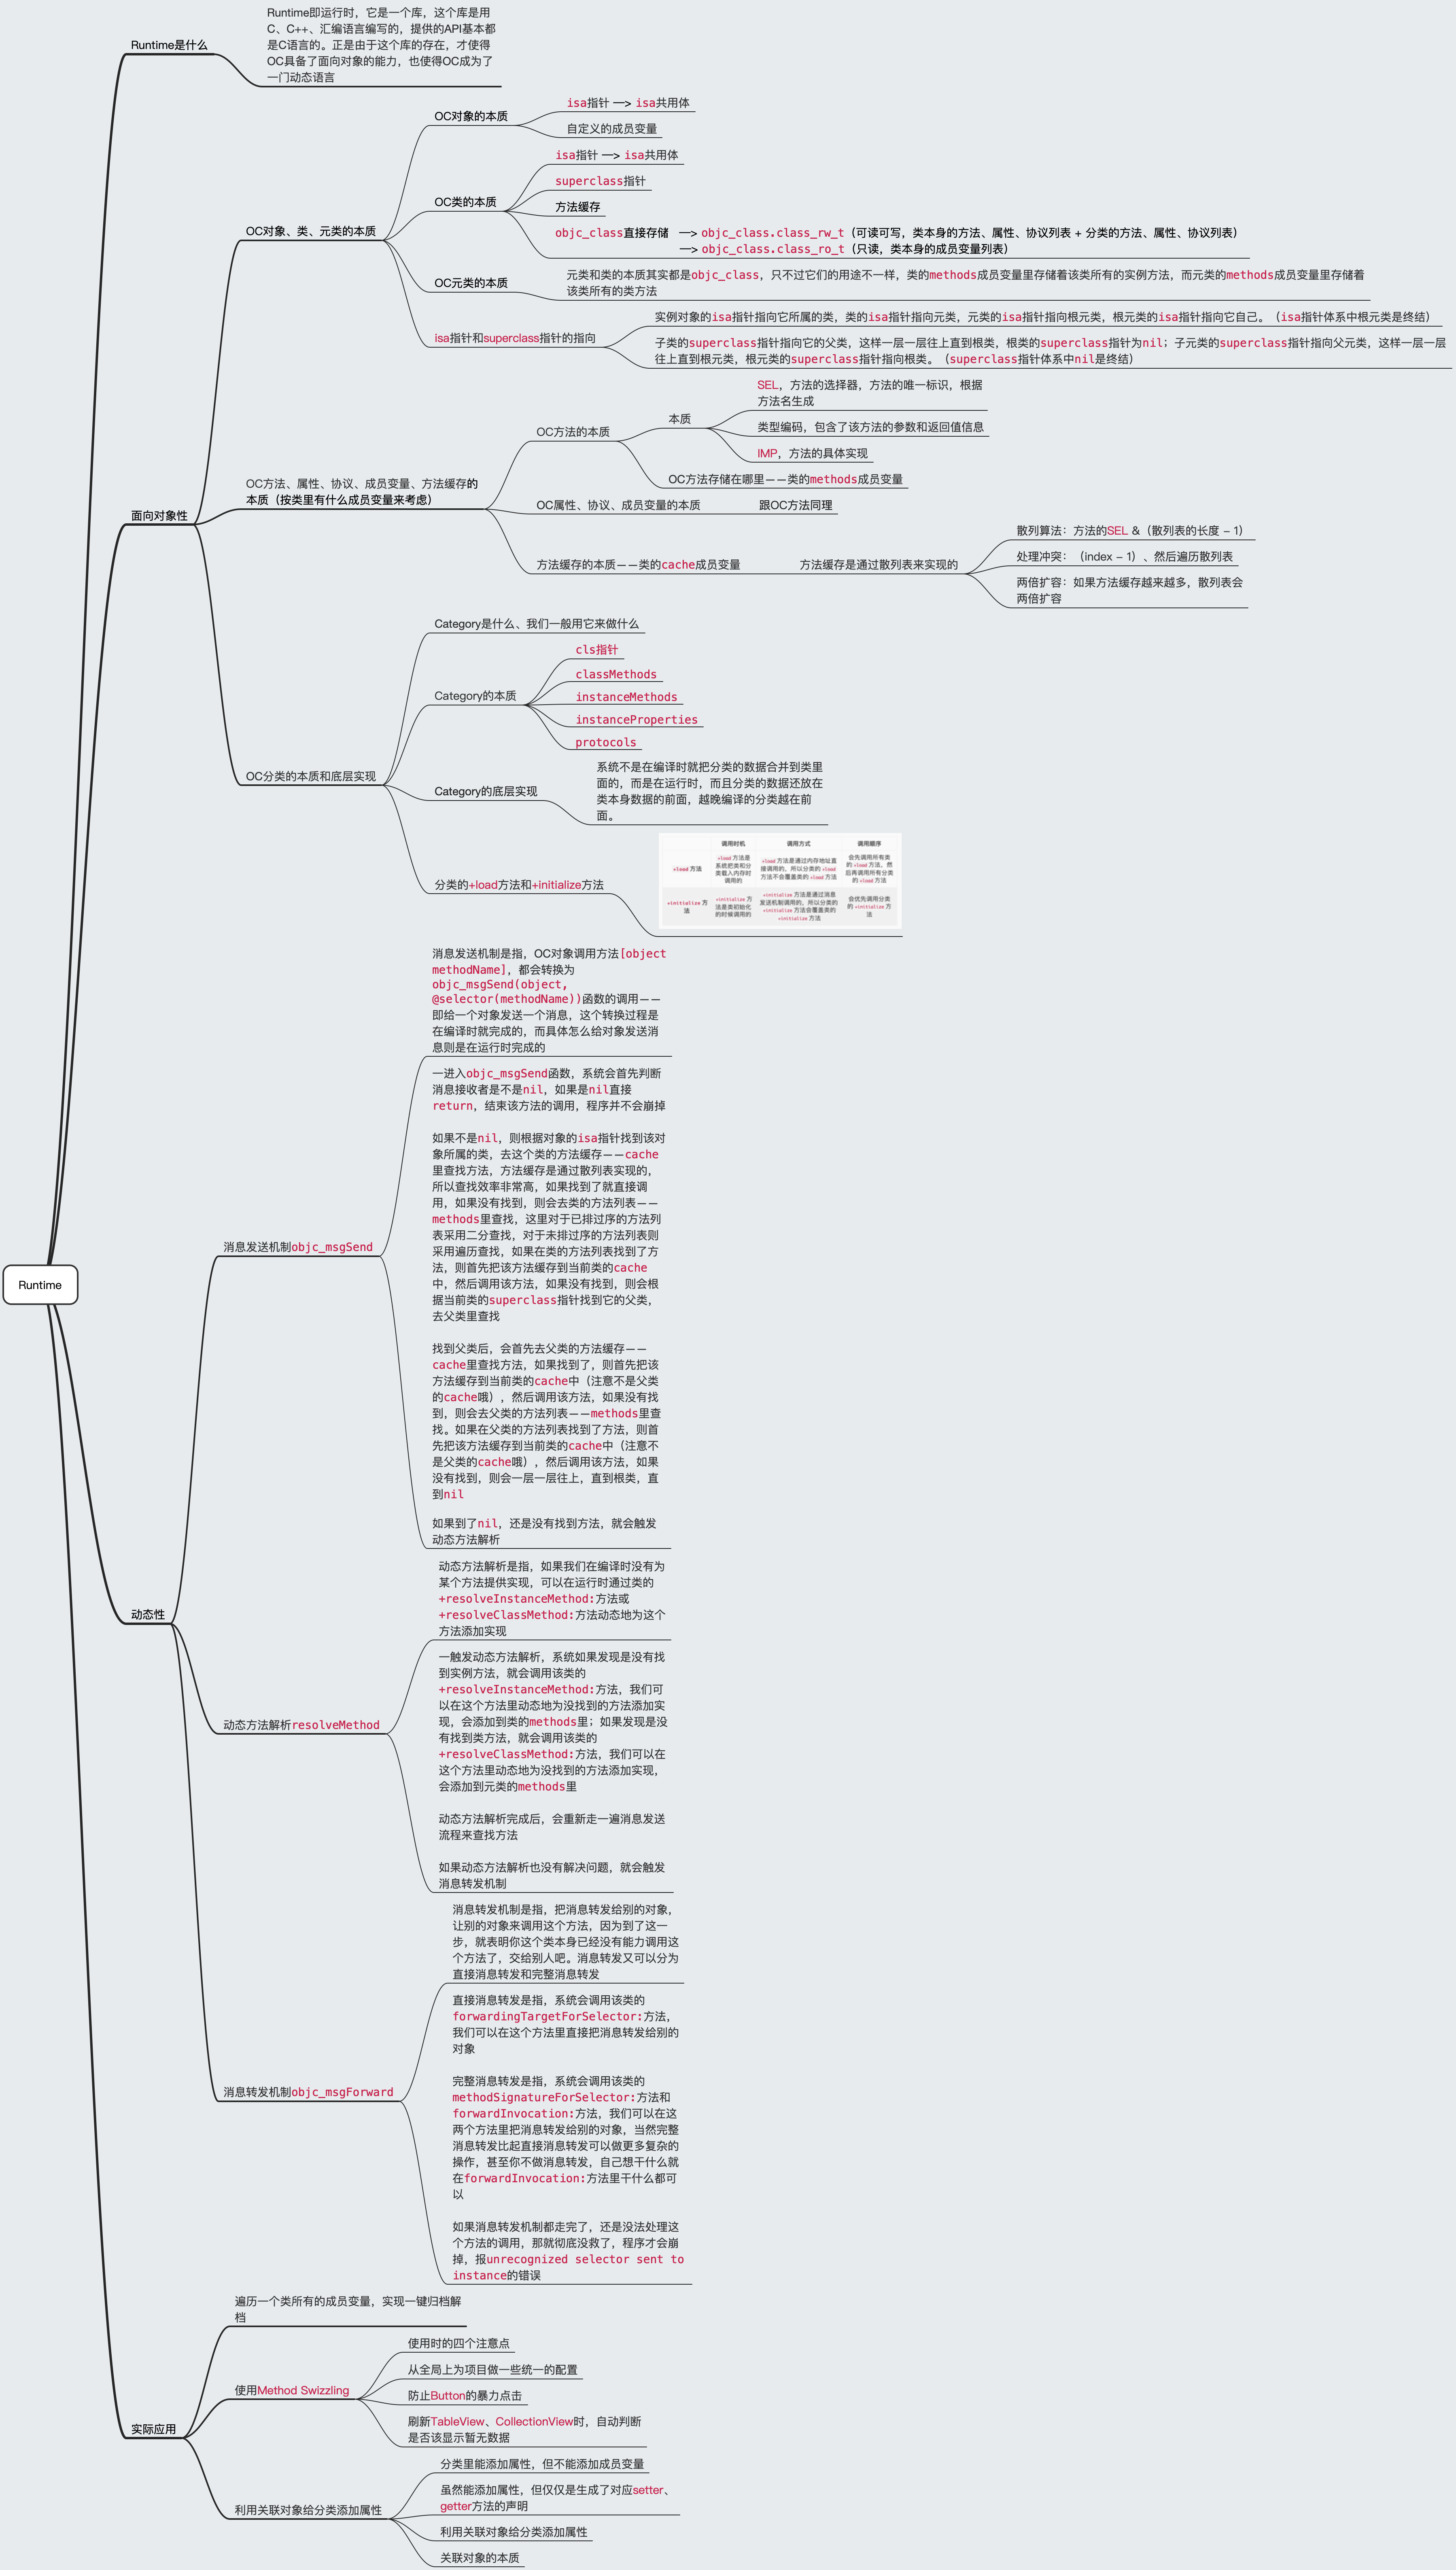 Runtime
Runtime是什么
Runtime即运行时，它是一个库，这个库是用
C、C++、汇编语言编写的，提供的API基本都
是C语言的。正是由于这个库的存在，才使得
OC具备了面向对象的能力，也使得OC成为了
一门动态语言
面向对象性
OC对象、类、元类的本质
OC对象的本质
isa指针 —> isa共用体
自定义的成员变量
OC类的本质
isa指针 —> isa共用体
superclass指针
方法缓存
objc_class直接存储 —> objc_class.class_rw_t（可读可写，类本身的方法、属性、协议列表 + 分类的方法、属性、协议列表）
—> objc_class.class_ro_t（只读，类本身的成员变量列表）
OC元类的本质
元类和类的本质其实都是objc_class，只不过它们的用途不一样，类的methods成员变量里存储着该类所有的实例方法，而元类的methods成员变量里存储着
该类所有的类方法
isa指针和superclass指针的指向
实例对象的isa指针指向它所属的类，类的isa指针指向元类，元类的isa指针指向根元类，根元类的isa指针指向它自己。（isa指针体系中根元类是终结）
子类的superclass指针指向它的父类，这样一层一层往上直到根类，根类的superclass指针为nil；子元类的superclass指针指向父元类，这样一层一层
往上直到根元类，根元类的superclass指针指向根类。（superclass指针体系中nil是终结）
OC方法、属性、协议、成员变量、方法缓存的
本质（按类里有什么成员变量来考虑）
OC方法的本质
本质
SEL，方法的选择器，方法的唯一标识，根据
方法名生成
类型编码，包含了该方法的参数和返回值信息
IMP，方法的具体实现
OC方法存储在哪里——类的methods成员变量
OC属性、协议、成员变量的本质
跟OC方法同理
方法缓存的本质——类的cache成员变量
方法缓存是通过散列表来实现的
散列算法：方法的SEL &（散列表的长度 - 1）
处理冲突：（index - 1）、然后遍历散列表
两倍扩容：如果方法缓存越来越多，散列表会
两倍扩容
OC分类的本质和底层实现
Category是什么、我们一般用它来做什么
Category的本质
cls指针
classMethods
instanceMethods
instanceProperties
protocols
Category的底层实现
系统不是在编译时就把分类的数据合并到类里
面的，而是在运行时，而且分类的数据还放在
类本身数据的前面，越晚编译的分类越在前
面。
分类的+load方法和+initialize方法
调用时机 调用方式 调用顺序
+load 方法
+load 方法是
系统把类和分
类载入内存时
调用的
+load 方法是通过内存地址直
接调用的，所以分类的 +load
方法不会覆盖类的 +load 方法
会先调用所有类
的 +load 方法，然
后再调用所有分类
的 +load 方法
+initialize 方
法
+initialize 方
法是类初始化
的时候调用的
+initialize 方法是通过消息
发送机制调用的，所以分类的
+initialize 方法会覆盖类的
+initialize 方法
会优先调用分类
的 +initialize 方
法
动态性
消息发送机制objc_msgSend
消息发送机制是指，OC对象调用方法[object
methodName]，都会转换为
objc_msgSend(object,
@selector(methodName))函数的调用——
即给一个对象发送一个消息，这个转换过程是
在编译时就完成的，而具体怎么给对象发送消
息则是在运行时完成的
一进入objc_msgSend函数，系统会首先判断
消息接收者是不是nil，如果是nil直接
return，结束该方法的调用，程序并不会崩掉
如果不是nil，则根据对象的isa指针找到该对
象所属的类，去这个类的方法缓存——cache
里查找方法，方法缓存是通过散列表实现的，
所以查找效率非常高，如果找到了就直接调
用，如果没有找到，则会去类的方法列表——
methods里查找，这里对于已排过序的方法列
表采用二分查找，对于未排过序的方法列表则
采用遍历查找，如果在类的方法列表找到了方
法，则首先把该方法缓存到当前类的cache
中，然后调用该方法，如果没有找到，则会根
据当前类的superclass指针找到它的父类，
去父类里查找
找到父类后，会首先去父类的方法缓存——
cache里查找方法，如果找到了，则首先把该
方法缓存到当前类的cache中（注意不是父类
的cache哦），然后调用该方法，如果没有找
到，则会去父类的方法列表——methods里查
找。如果在父类的方法列表找到了方法，则首
先把该方法缓存到当前类的cache中（注意不
是父类的cache哦），然后调用该方法，如果
没有找到，则会一层一层往上，直到根类，直
到nil
如果到了nil，还是没有找到方法，就会触发
动态方法解析
动态方法解析resolveMethod
动态方法解析是指，如果我们在编译时没有为
某个方法提供实现，可以在运行时通过类的
+resolveInstanceMethod:方法或
+resolveClassMethod:方法动态地为这个
方法添加实现
一触发动态方法解析，系统如果发现是没有找
到实例方法，就会调用该类的
+resolveInstanceMethod:方法，我们可
以在这个方法里动态地为没找到的方法添加实
现，会添加到类的methods里；如果发现是没
有找到类方法，就会调用该类的
+resolveClassMethod:方法，我们可以在
这个方法里动态地为没找到的方法添加实现，
会添加到元类的methods里
动态方法解析完成后，会重新走一遍消息发送
流程来查找方法
如果动态方法解析也没有解决问题，就会触发
消息转发机制
消息转发机制objc_msgForward
消息转发机制是指，把消息转发给别的对象，
让别的对象来调用这个方法，因为到了这一
步，就表明你这个类本身已经没有能力调用这
个方法了，交给别人吧。消息转发又可以分为
直接消息转发和完整消息转发
直接消息转发是指，系统会调用该类的
forwardingTargetForSelector:方法，
我们可以在这个方法里直接把消息转发给别的
对象
完整消息转发是指，系统会调用该类的
methodSignatureForSelector:方法和
forwardInvocation:方法，我们可以在这
两个方法里把消息转发给别的对象，当然完整
消息转发比起直接消息转发可以做更多复杂的
操作，甚至你不做消息转发，自己想干什么就
在forwardInvocation:方法里干什么都可
以
如果消息转发机制都走完了，还是没法处理这
个方法的调用，那就彻底没救了，程序才会崩
掉，报unrecognized selector sent to
instance的错误
实际应用
遍历一个类所有的成员变量，实现一键归档解
档
使用Method Swizzling
使用时的四个注意点
从全局上为项目做一些统一的配置
防止Button的暴力点击
刷新TableView、CollectionView时，自动判断
是否该显示暂无数据
利用关联对象给分类添加属性
分类里能添加属性，但不能添加成员变量
虽然能添加属性，但仅仅是生成了对应setter、
getter方法的声明
利用关联对象给分类添加属性
关联对象的本质